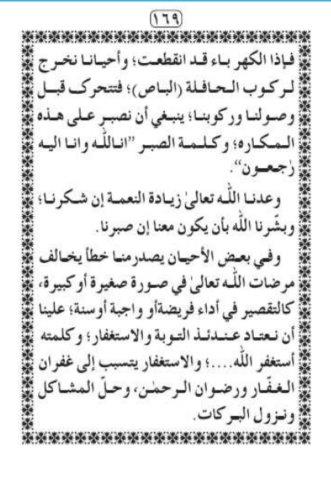 ١٦٩
فإذا الكهر باء قد انقطعت؛ وأحيانا نخرج
لركوب الحافلة (الباص)؛ فتتحرك قبل
وصولنا وركوبنا؛ ينبغي أن نصبر على هذه
المكاره؛ وكلمة الصبر "انالله وانا اليه
رٰجعون".
وعدنا الله تعالىٰ زيادة النعمة إن شكرنا؛
وبشّرنا الله بأن يكون معنا إن صبرنا.
وفي بعض الأحيان يصدرمنا خطأ يخالف
مرضات الله تعالىٰ في صورة صغيرة أوكبيرة،
كالتقصير في أداء فريضةأو واجبة أوسنة؛ علينا
أن نعتاد عندئذ التوبة والاستغفار؛ وكلمته
أستغفر الله....؛ والاستغفار يتسبب إلى غفران
الغفّار ورضوان الرحمٰن، وحلّ المشاكل
ونزول البركات.